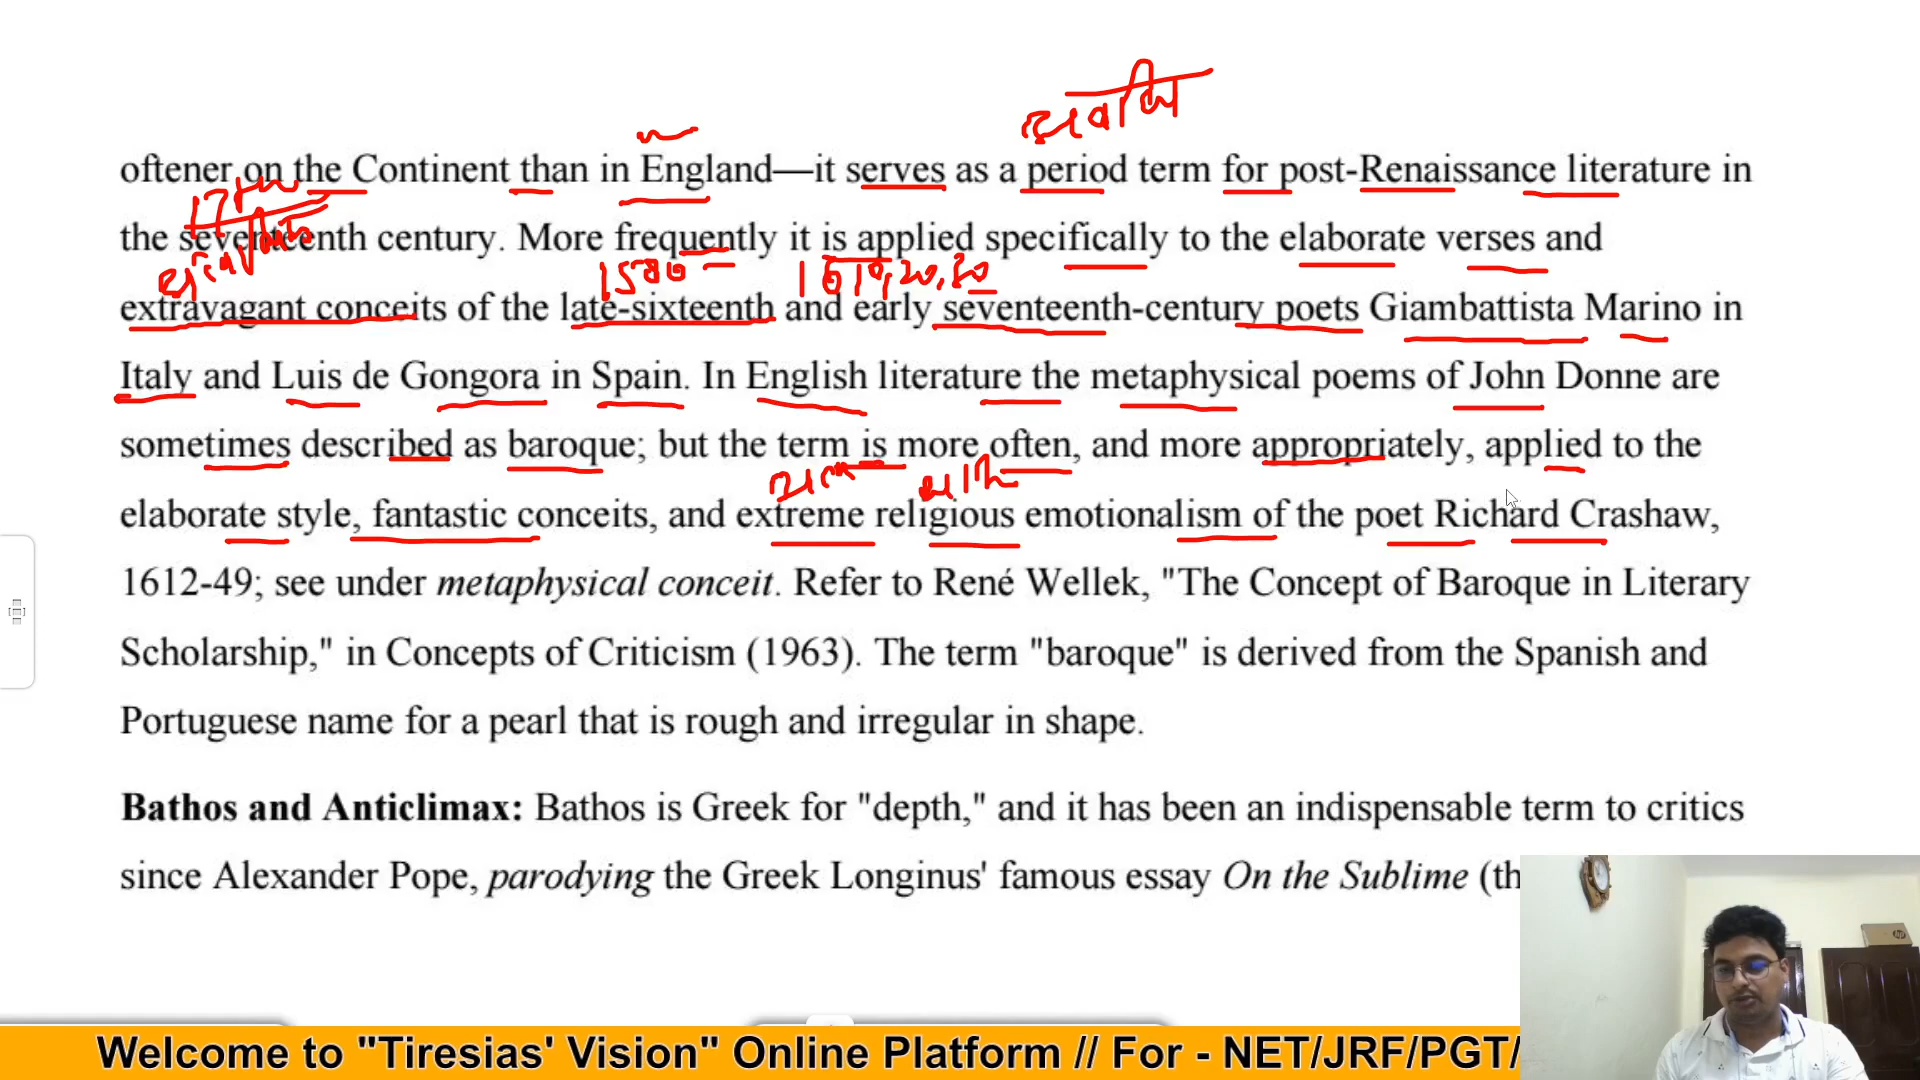 oftener on the Continent than in England—it serves as a period term for post-Renaissance literature in
17th
the seventeenth century. More frequently it is applied specifically to the elaborate verses and
1580 1610, 20, 30
extravagant conceits of the late-sixteenth and early seventeenth-century poets Giambattista Marino in
Italy and Luis de Gongora in Spain. In English literature the metaphysical poems of John Donne are
sometimes described as baroque; but the term is more often, and more appropriately, applied to the
elaborate style, fantastic conceits, and extreme religious emotionalism of the poet Richard Crashaw,
1612-49; see under metaphysical conceit. Refer to René Wellek, "The Concept of Baroque in Literary
Scholarship," in Concepts of Criticism (1963). The term "baroque" is derived from the Spanish and
Portuguese name for a pearl that is rough and irregular in shape.
Bathos and Anticlimax: Bathos is Greek for "depth," and it has been an indispensable term to critics
since Alexander Pope, parodying the Greek Longinus' famous essay On the Sublime (th
Welcome to "Tiresias' Vision" Online Platform // For - NET/JRF/PGT/